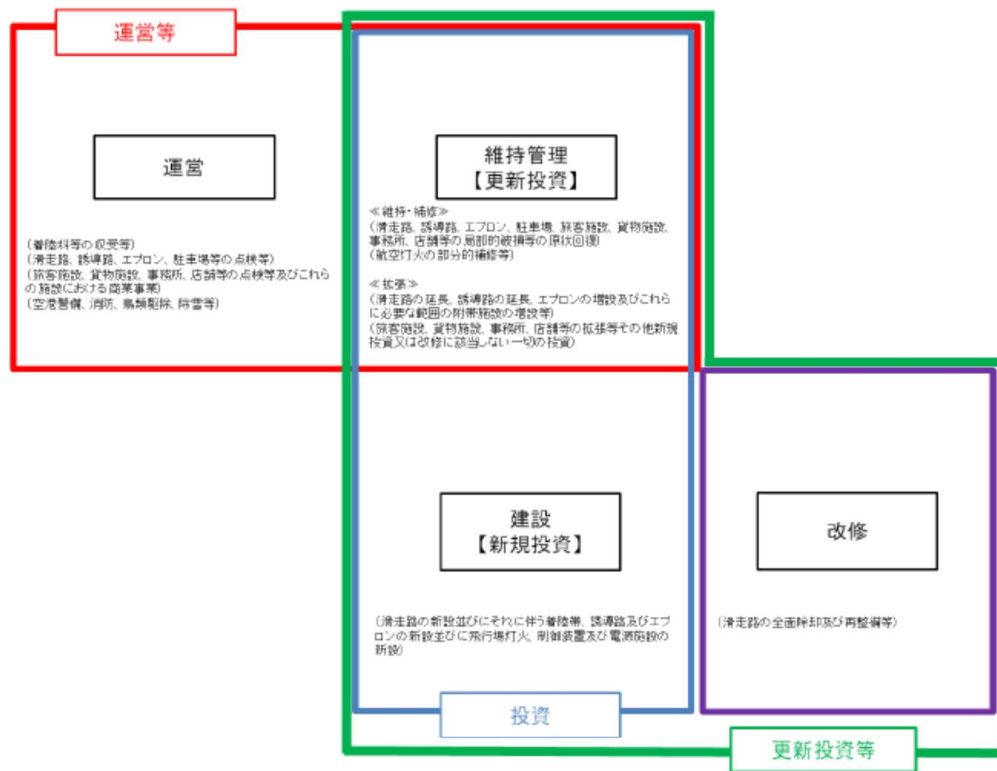 運営等
運営
(着陸料等の収受等)
(滑走路、誘導路、エプロン、駐車場等の点検等)
(旅客施設、貨物施設、事務所、店舗等の点検等及びこれら
の施設における商業事業)
(空港警備、消防、鳥類駆除、除雪等)
維持管理
【更新投資】
≪維持・補修≫
(滑走路、誘導路、エプロン、駐車場、旅客施設、貨物施設、
事務所、店舗等の局部的破損等の原状回復)
(航空灯火の部分的補修等)
≪拡張≫
(滑走路の延長、誘導路の延長、エプロンの増設及びこれら
に必要な範囲の附帯施設の増設等)
(旅客施設、貨物施設、事務所、店舗等の拡張等その他新規
投資又は改修に該当しない一切の投資)
建設
【新規投資】
(滑走路の新設並びにそれに伴う着陸帯、誘導路及びエプ
ロンの新設並びに飛行場灯火、制御装置及び電源施設の
新設)
改修
(滑走路の全面除却及び再整備等)
投資
更新投資等